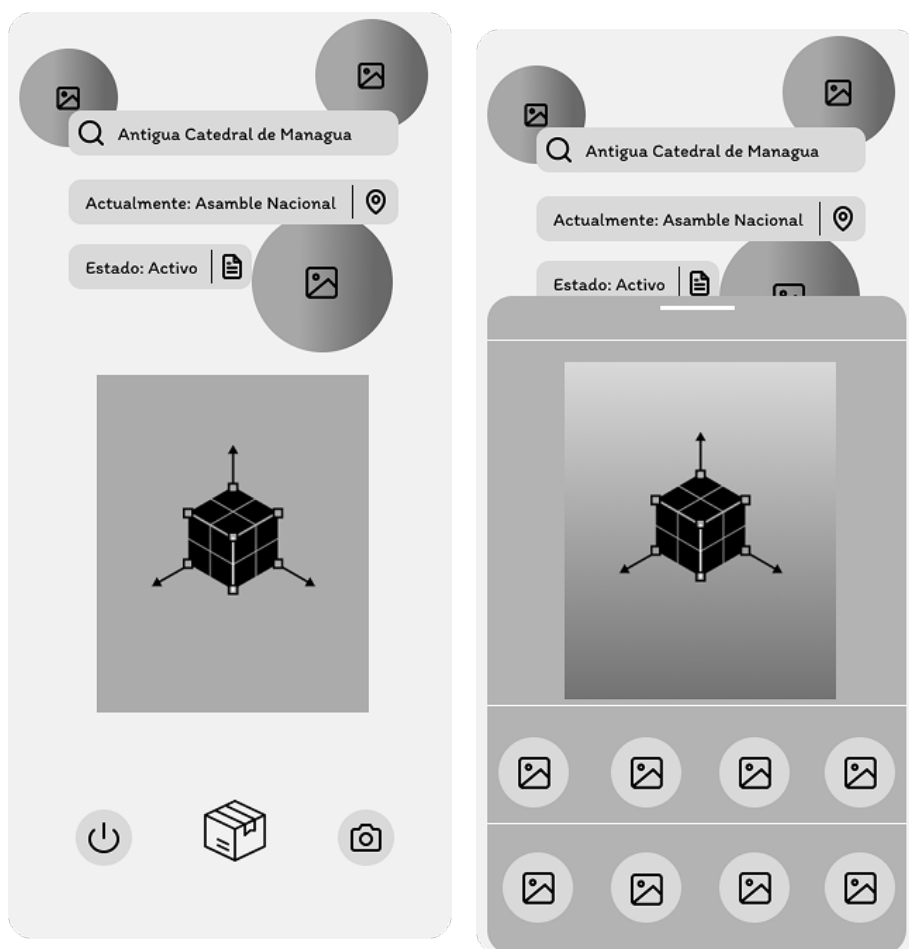 Antigua Catedral de Managua
Actualmente: Asamble Nacional
Estado: Activo
Antigua Catedral de Managua
Actualmente: Asamble Nacional
Estado: Activo